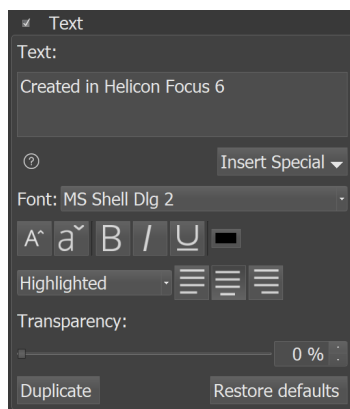 Text
Text:
Created in Helicon Focus 6
?
Insert Special
Font: MS Shell Dlg 2
A a B I U
Highlighted
Transparency:
0 %
Duplicate Restore defaults